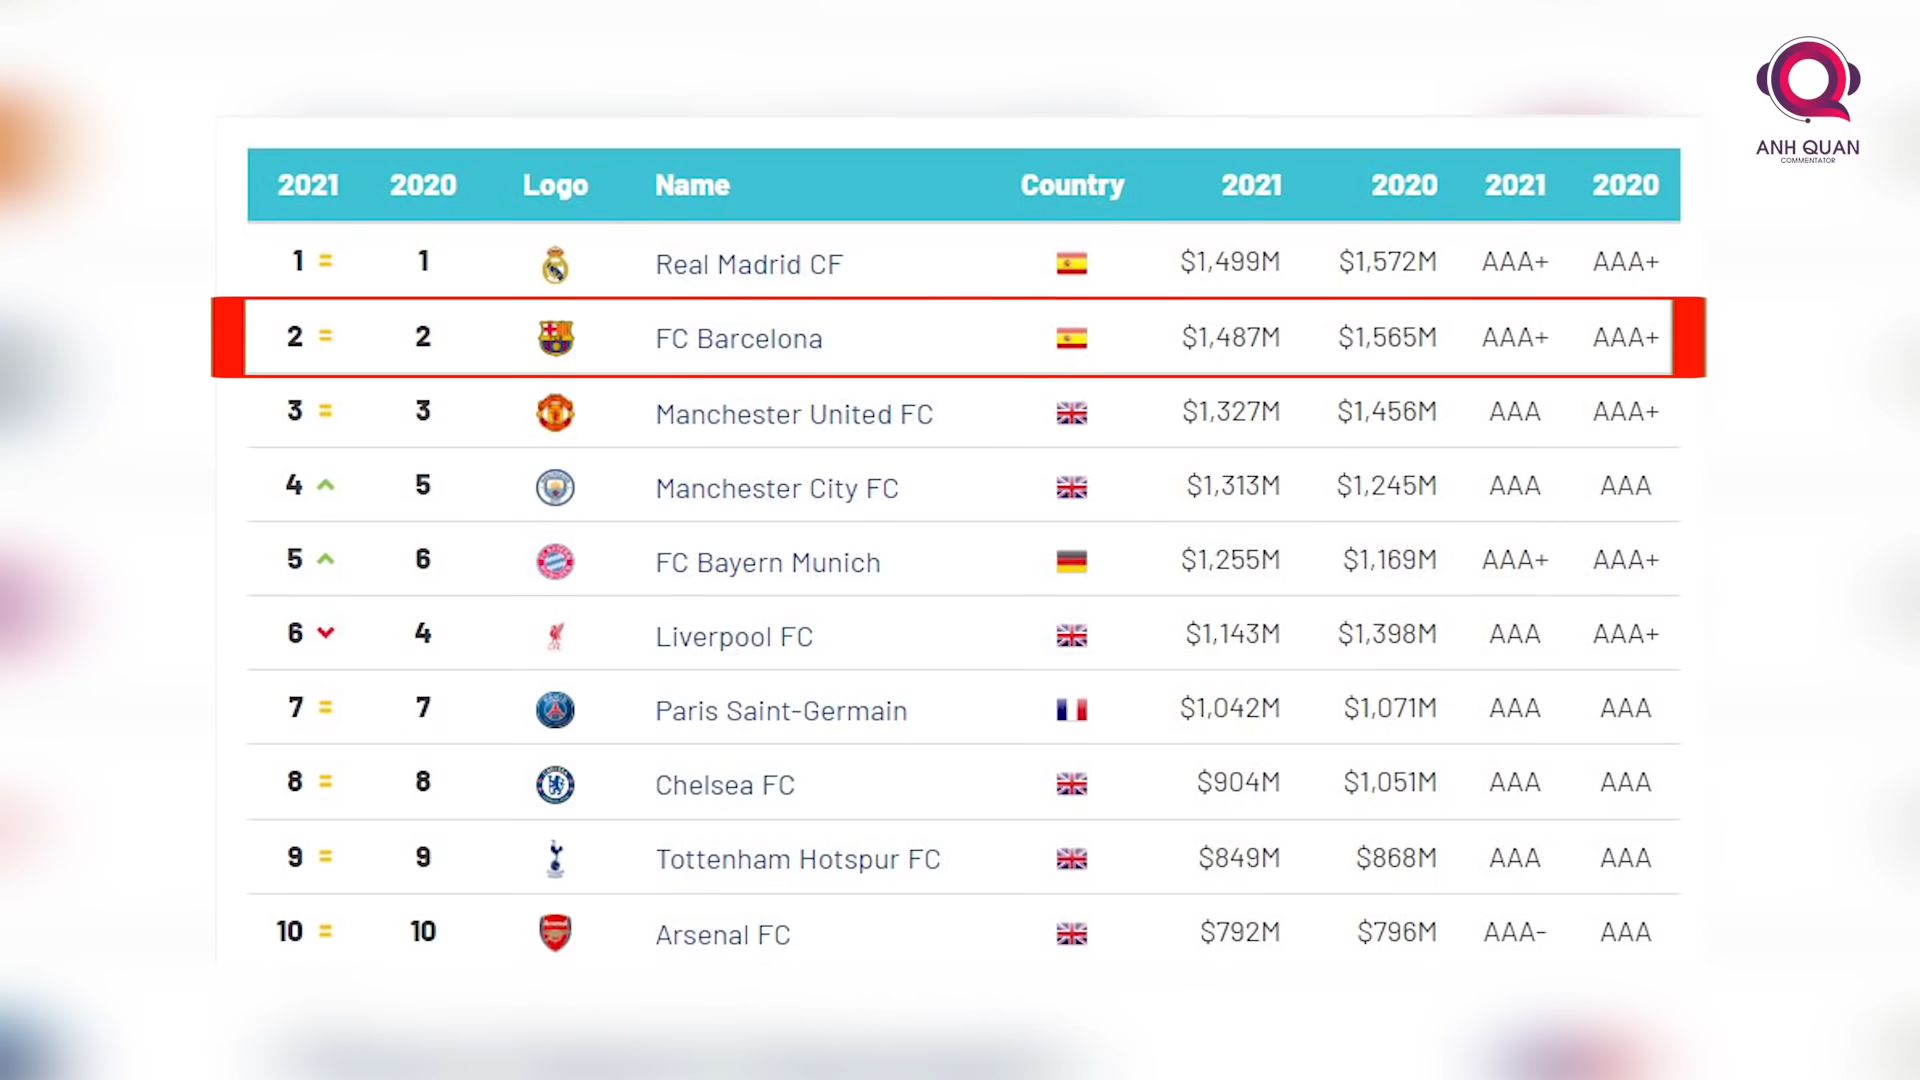 ANH QUAN
COMMENTATOR
2021 2020 Logo Name Country 2021 2020 2021 2020
1 = 1 Real Madrid CF $1,499M $1,572M AAA+ AAA+
2 = 2 FC Barcelona $1,487M $1,565M AAA+ AAA+
3 = 3 Manchester United FC $1,327M $1,456M AAA AAA+
4 5 Manchester City FC $1,313M $1,245M AAA AAA
5 6 FC Bayern Munich $1,255M $1,169M AAA+ AAA+
6 4 Liverpool FC $1,143M $1,398M AAA AAA+
7 = 7 Paris Saint-Germain $1,042M $1,071M AAA AAA
8 = 8 Chelsea FC $904M $1,051M AAA AAA
9 = 9 Tottenham Hotspur FC $849M $868M AAA AAA
10 = 10 Arsenal FC $792M $796M AAA- AAA